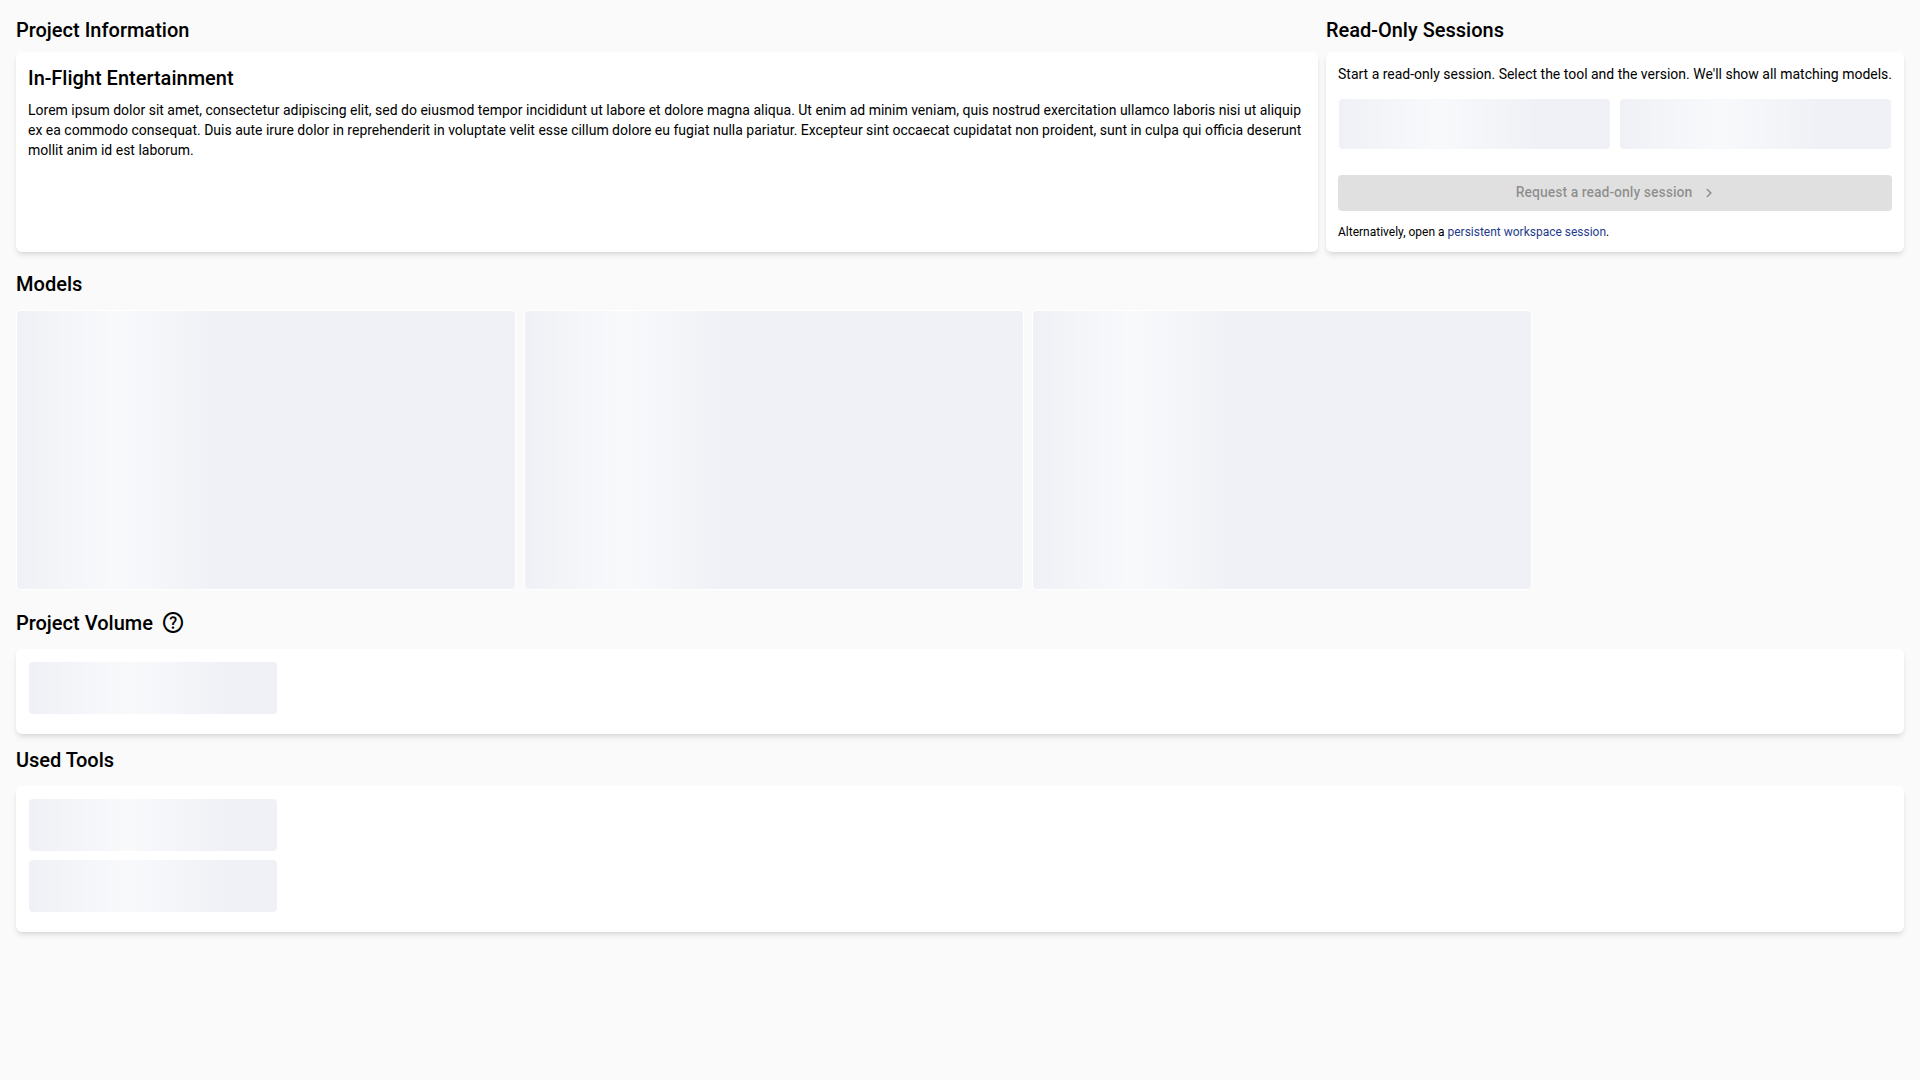 Project Information
In-Flight Entertainment
Lorem ipsum dolor sit amet, consectetur adipiscing elit, sed do eiusmod tempor incididunt ut labore et dolore magna aliqua. Ut enim ad minim veniam, quis nostrud exercitation ullamco laboris nisi ut aliquip
ex ea commodo consequat. Duis aute irure dolor in reprehenderit in voluptate velit esse cillum dolore eu fugiat nulla pariatur. Excepteur sint occaecat cupidatat non proident, sunt in culpa qui officia deserunt
mollit anim id est laborum.
Read-Only Sessions
Start a read-only session. Select the tool and the version. We'll show all matching models.
Request a read-only session
Alternatively, open a persistent workspace session.
Models
Project Volume
Used Tools